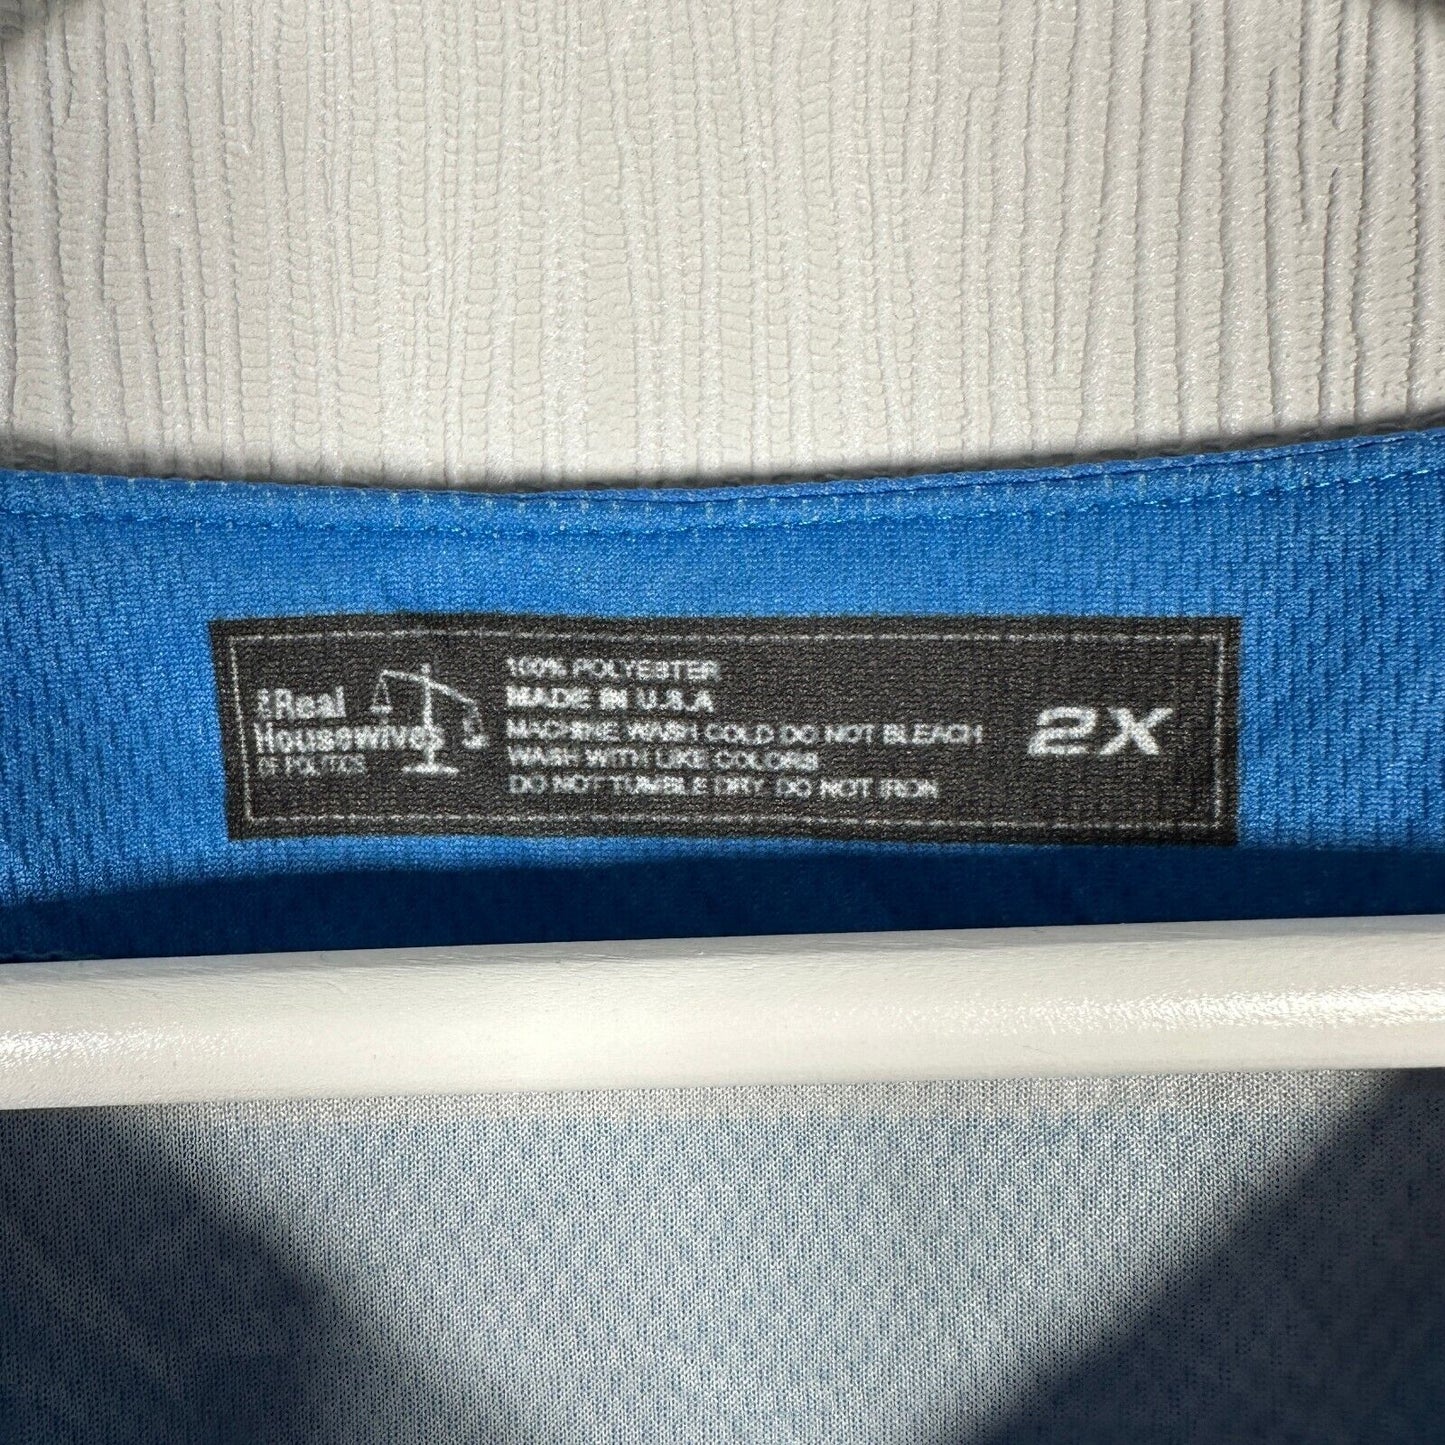 the Real
Housewives
OF POLITICS
100% POLYESTER
MADE IN U.S.A
MACHINE WASH COLD DO NOT BLEACH
WASH WITH LIKE COLORS
DO NOT TUMBLE DRY DO NOT IRON
2X